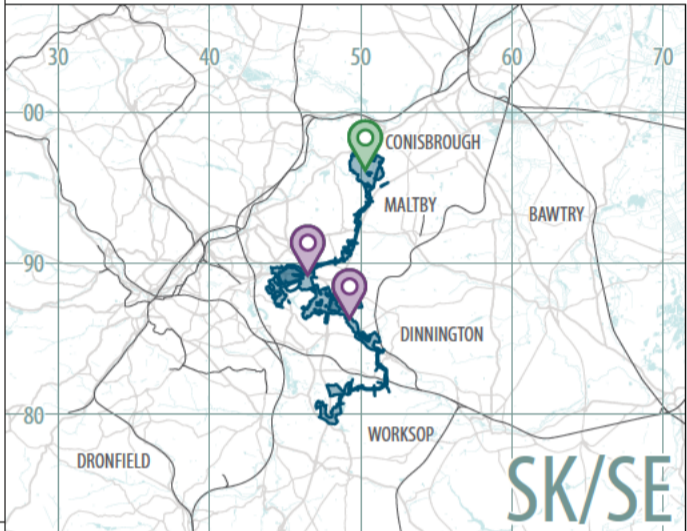 30 40 50 60 70
00
CONISBROUGH
MALTBY
BAWTRY
90
DINNINGTON
80
WORKSOP
DRONFIELD
SK/SE